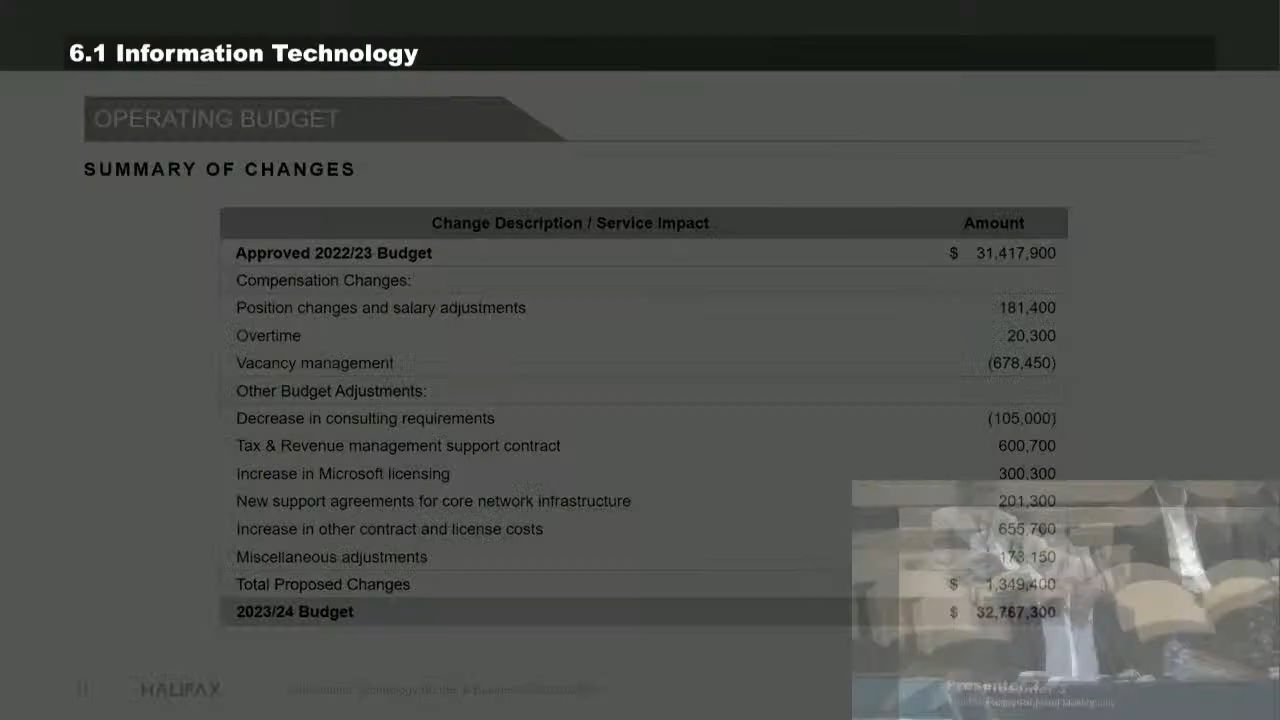 6.1 Information Technology
OPERATING BUDGET
SUMMARY OF CHANGES
Change Description / Service Impact Amount
Approved 2022/23 Budget $ 31,417,900
Compensation Changes:
Position changes and salary adjustments 181,400
Overtime 20,300
Vacancy management (678,450)
Other Budget Adjustments:
Decrease in consulting requirements (105,000)
Tax & Revenue management support contract 600,700
Increase in Microsoft licensing 300,300
New support agreements for core network infrastructure 201,300
Increase in other contract and license costs 655,700
Miscellaneous adjustments 173,150
Total Proposed Changes $ 1,349,400
2023/24 Budget $ 32,767,300
HALIFAX